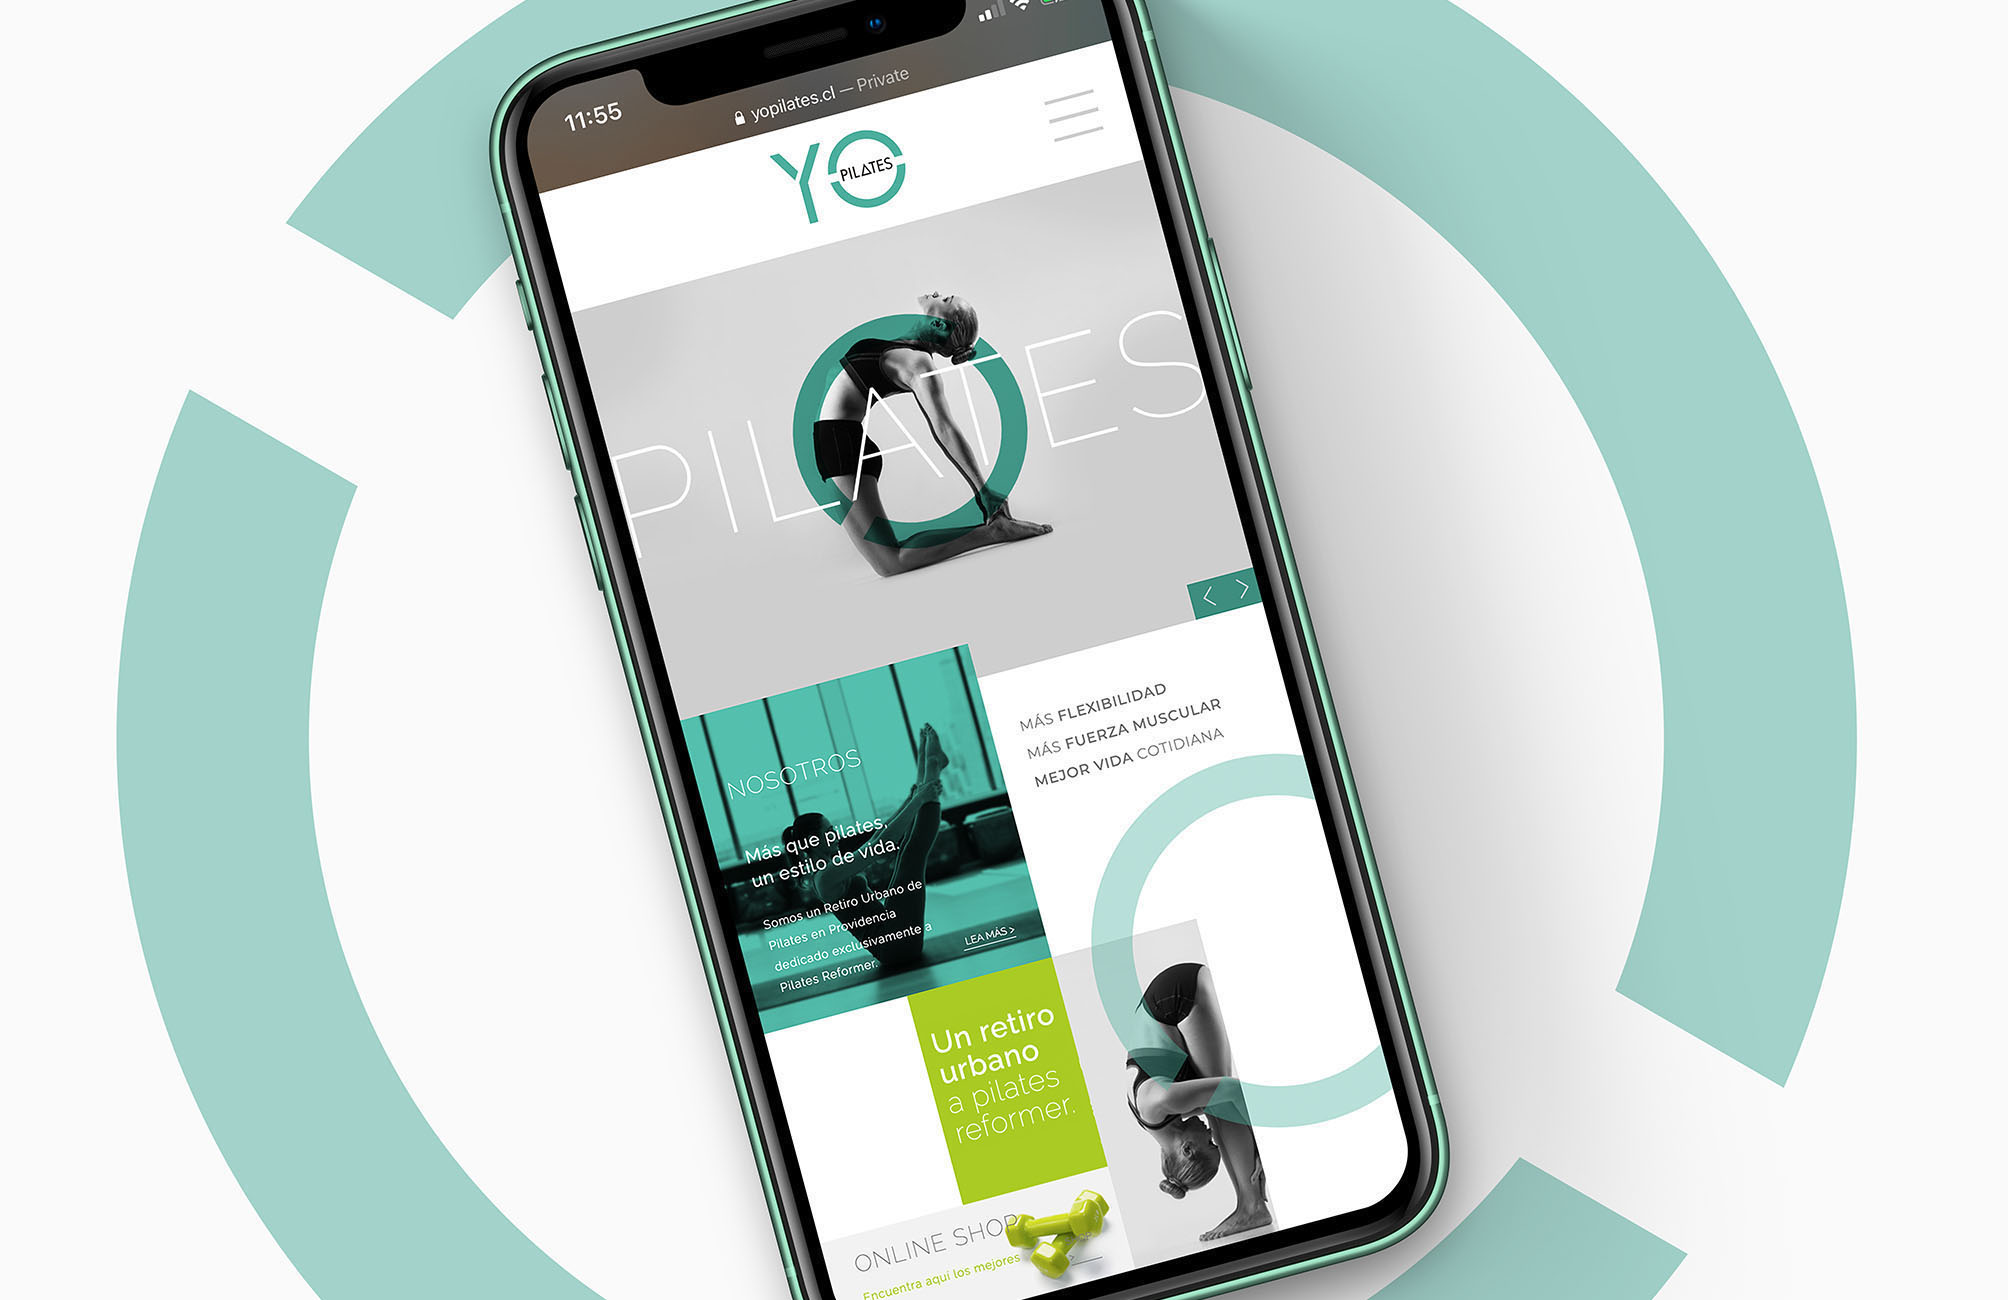 11:55
yopilates.cl — Private
YO
PILATES
PILATES
NOSOTROS
Más que pilates,
un estilo de vida.
Somos un Retiro Urbano de
Pilates en Providencia
dedicado exclusivamente a
Pilates Reformer.
LEA MÁS >
MÁS FLEXIBILIDAD
MÁS FUERZA MUSCULAR
MEJOR VIDA COTIDIANA
Un retiro
urbano
a pilates
reformer.
ONLINE SHOP
Encuentra aquí los mejores